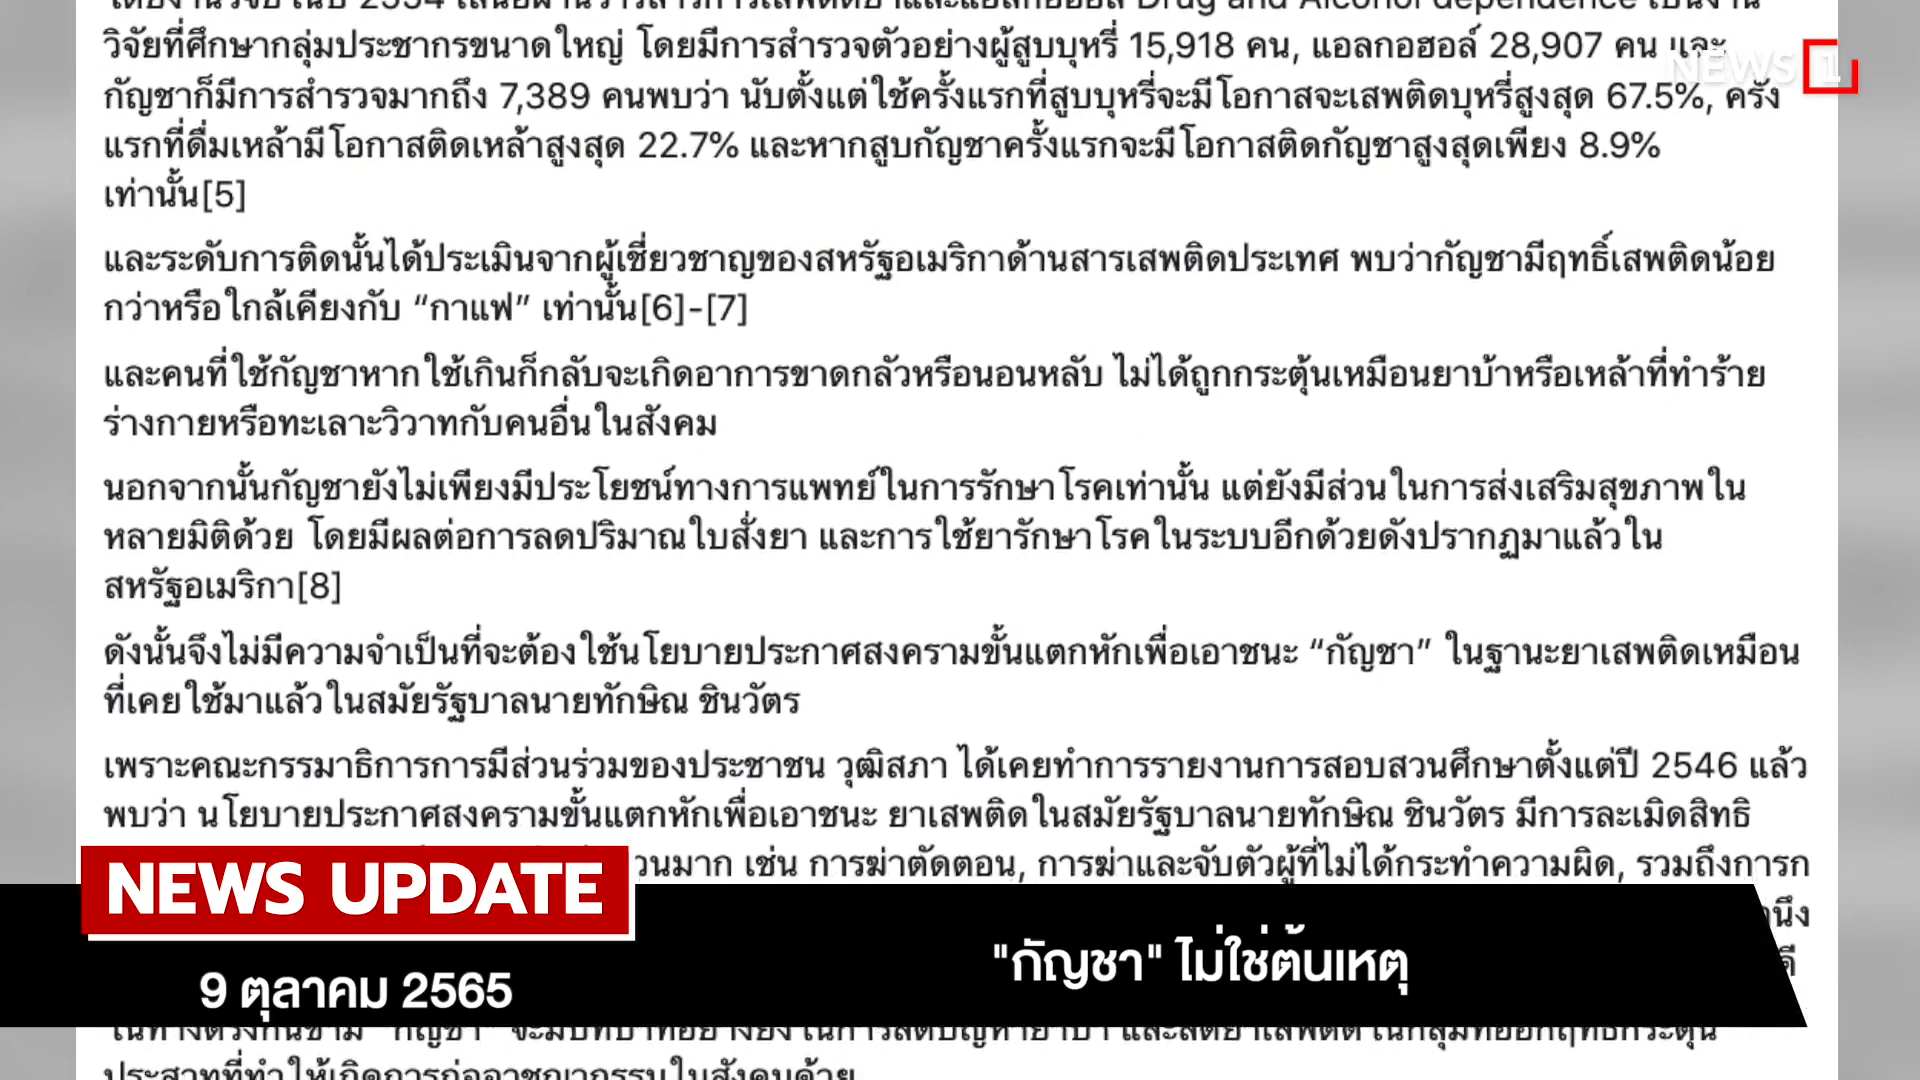 วิจัยที่ศึกษากลุ่มประชากรขนาดใหญ่ โดยมีการสำรวจตัวอย่างผู้สูบบุหรี่ 15,918 คน, แอลกอฮอล์ 28,907 คน และ
NEWS 1
กัญชาก็มีการสำรวจมากถึง 7,389 คนพบว่า นับตั้งแต่ใช้ครั้งแรกที่สูบบุหรี่จะมีโอกาสจะเสพติดบุหรี่สูงสุด 67.5%, ครั้ง
แรกที่ดื่มเหล้ามีโอกาสติดเหล้าสูงสุด 22.7% และหากสูบกัญชาครั้งแรกจะมีโอกาสติดกัญชาสูงสุดเพียง 8.9%
เท่านั้น[5]
และระดับการติดนั้นได้ประเมินจากผู้เชี่ยวชาญของสหรัฐอเมริกาด้านสารเสพติดประเทศ พบว่ากัญชามีฤทธิ์เสพติดน้อย
กว่าหรือใกล้เคียงกับ “กาแฟ” เท่านั้น[6]-[7]
และคนที่ใช้กัญชาหากใช้เกินก็กลับจะเกิดอาการขาดกลัวหรือนอนหลับ ไม่ได้ถูกกระตุ้นเหมือนยาบ้าหรือเหล้าที่ทำร้าย
ร่างกายหรือทะเลาะวิวาทกับคนอื่นในสังคม
นอกจากนั้นกัญชายังไม่เพียงมีประโยชน์ทางการแพทย์ในการรักษาโรคเท่านั้น แต่ยังมีส่วนในการส่งเสริมสุขภาพใน
หลายมิติด้วย โดยมีผลต่อการลดปริมาณใบสั่งยา และการใช้ยารักษาโรคในระบบอีกด้วยดังปรากฏมาแล้วใน
สหรัฐอเมริกา[8]
ดังนั้นจึงไม่มีความจำเป็นที่จะต้องใช้นโยบายประกาศสงครามขั้นแตกหักเพื่อเอาชนะ “กัญชา” ในฐานะยาเสพติดเหมือน
ที่เคยใช้มาแล้วในสมัยรัฐบาลนายทักษิณ ชินวัตร
เพราะคณะกรรมาธิการการมีส่วนร่วมของประชาชน วุฒิสภา ได้เคยทำการรายงานการสอบสวนศึกษาตั้งแต่ปี 2546 แล้ว
พบว่า นโยบายประกาศสงครามขั้นแตกหักเพื่อเอาชนะ ยาเสพติดในสมัยรัฐบาลนายทักษิณ ชินวัตร มีการละเมิดสิทธิ
วนมาก เช่น การฆ่าตัดตอน, การฆ่าและจับตัวผู้ที่ไม่ได้กระทำความผิด, รวมถึงการก
NEWS UPDATE
"กัญชา" ไม่ใช่ต้นเหตุ
9 ตุลาคม 2565